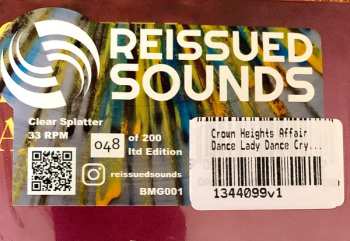 REISSUED
SOUNDS
Clear Splatter
33 RPM
048 of 200
ltd Edition
reissuedsounds
BMG001
Crown Heights Affair
Dance Lady Dance Cry...
1344099v1